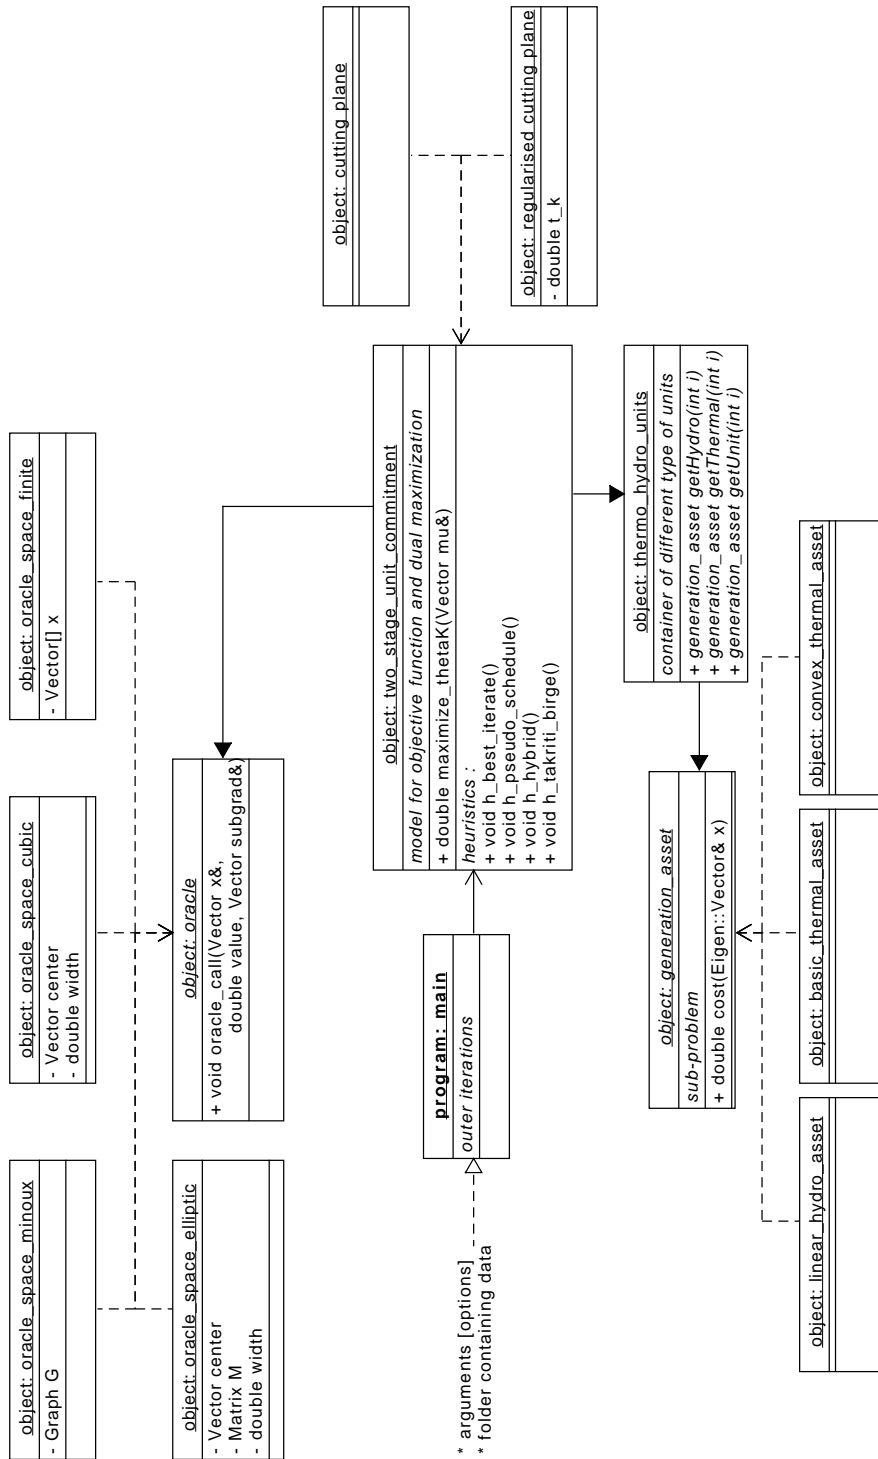 object: oracle_space_minoux
- Graph G
object: oracle_space_cubic
- Vector center
- double width
object: oracle_space_finite
- Vector[] x
object: oracle_space_elliptic
- Vector center
- Matrix M
- double width
object: oracle
+ void oracle_call(Vector x&,
double value, Vector subgrad&)
object: cutting plane
* arguments [options]
* folder containing data
program: main
outer iterations
object: two_stage_unit_commitment
model for objective function and dual maximization
+ double maximize_thetaK(Vector mu&)
heuristics :
+ void h_best_iterate()
+ void h_pseudo_schedule()
+ void h_hybrid()
+ void h_takriti_birge()
object: regularised cutting plane
- double t_k
object: generation_asset
sub-problem
+ double cost(Eigen::Vector& x)
object: thermo_hydro_units
container of different type of units
+ generation_asset getHydro(int i)
+ generation_asset getThermal(int i)
+ generation_asset getUnit(int i)
object: linear_hydro_asset
object: basic_thermal_asset
object: convex_thermal_asset